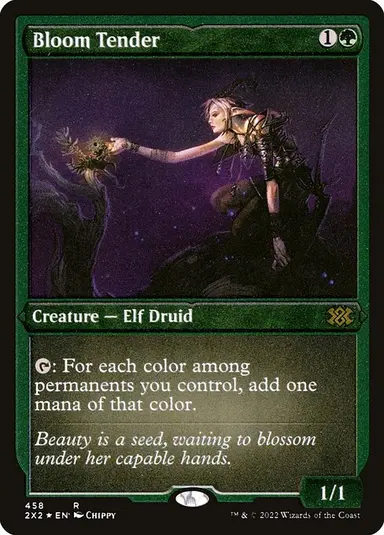 Bloom Tender 1
Creature — Elf Druid
: For each color among
permanents you control, add one
mana of that color.
Beauty is a seed, waiting to blossom
under her capable hands.
458 R
2X2 ★ EN CHIPPY
1/1
™ & © 2022 Wizards of the Coast